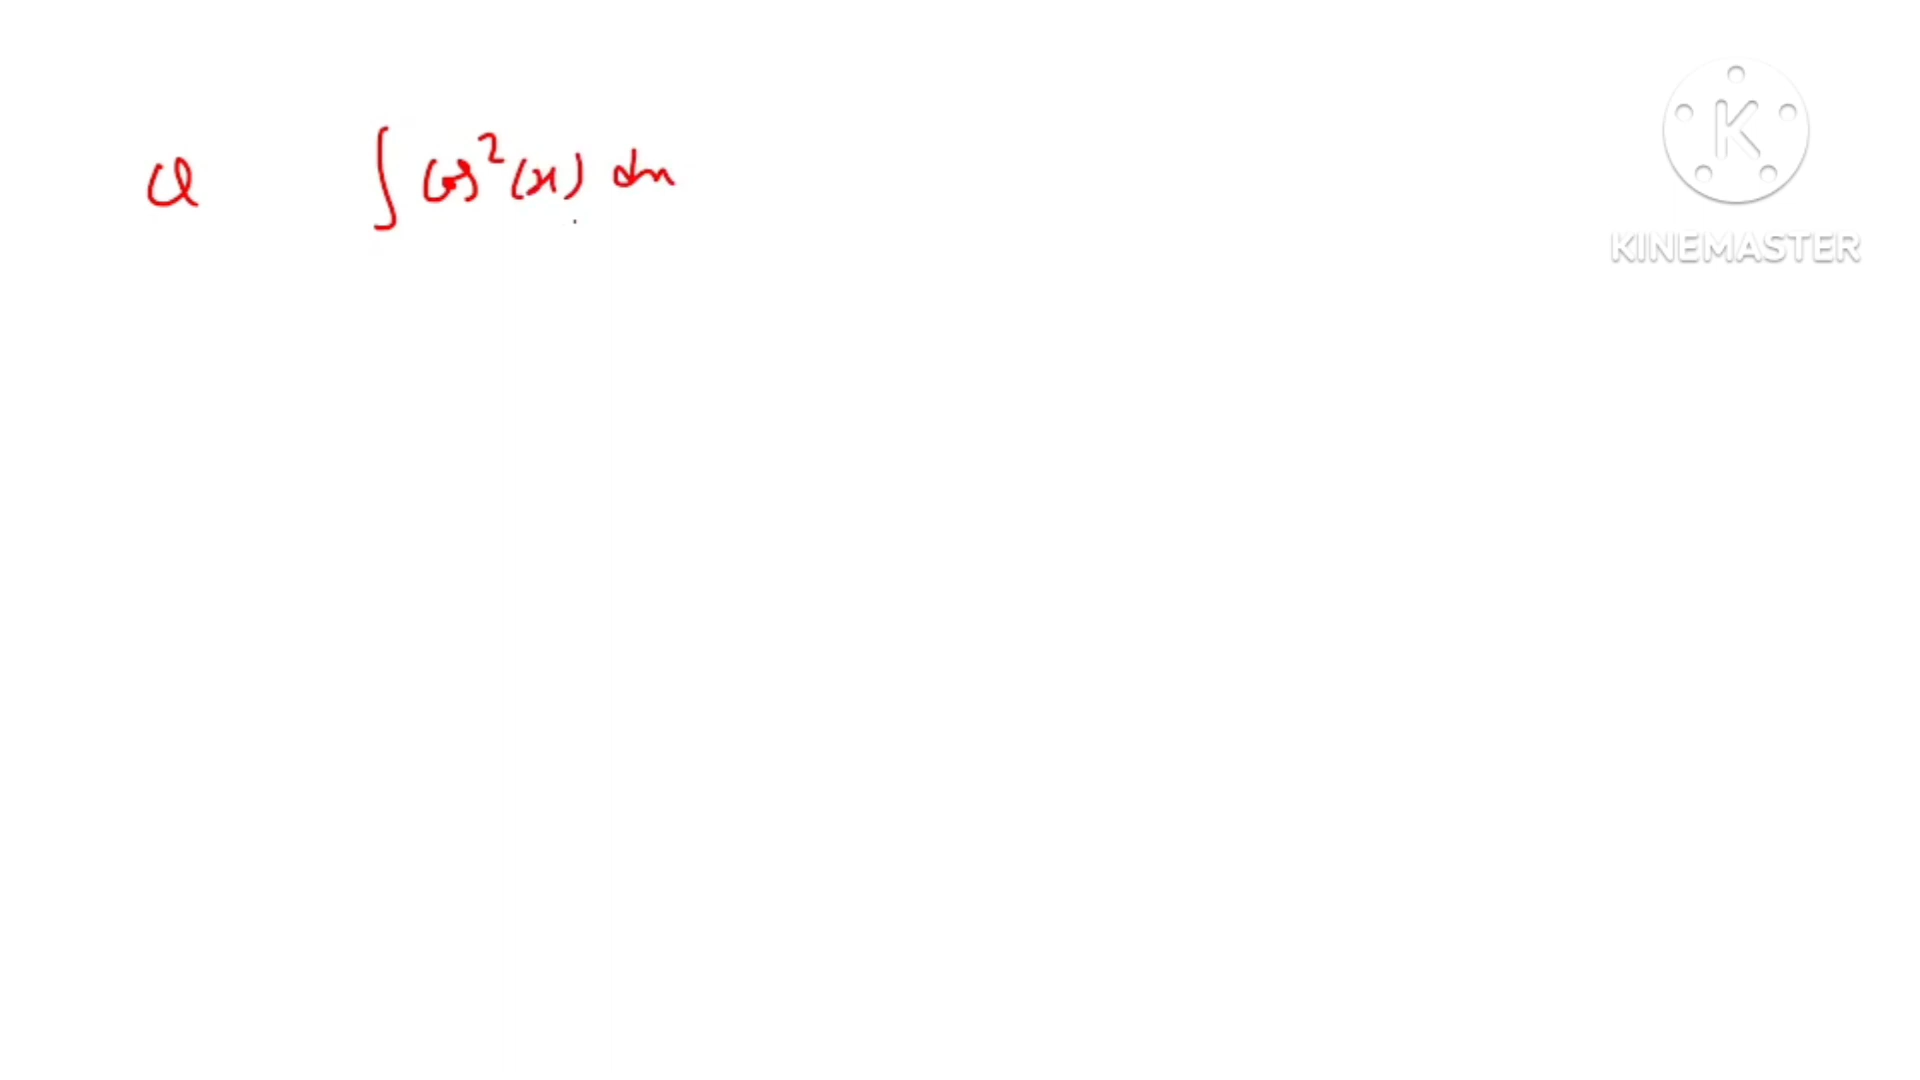 Q ∫ cos²(x) dx
K
KINEMASTER